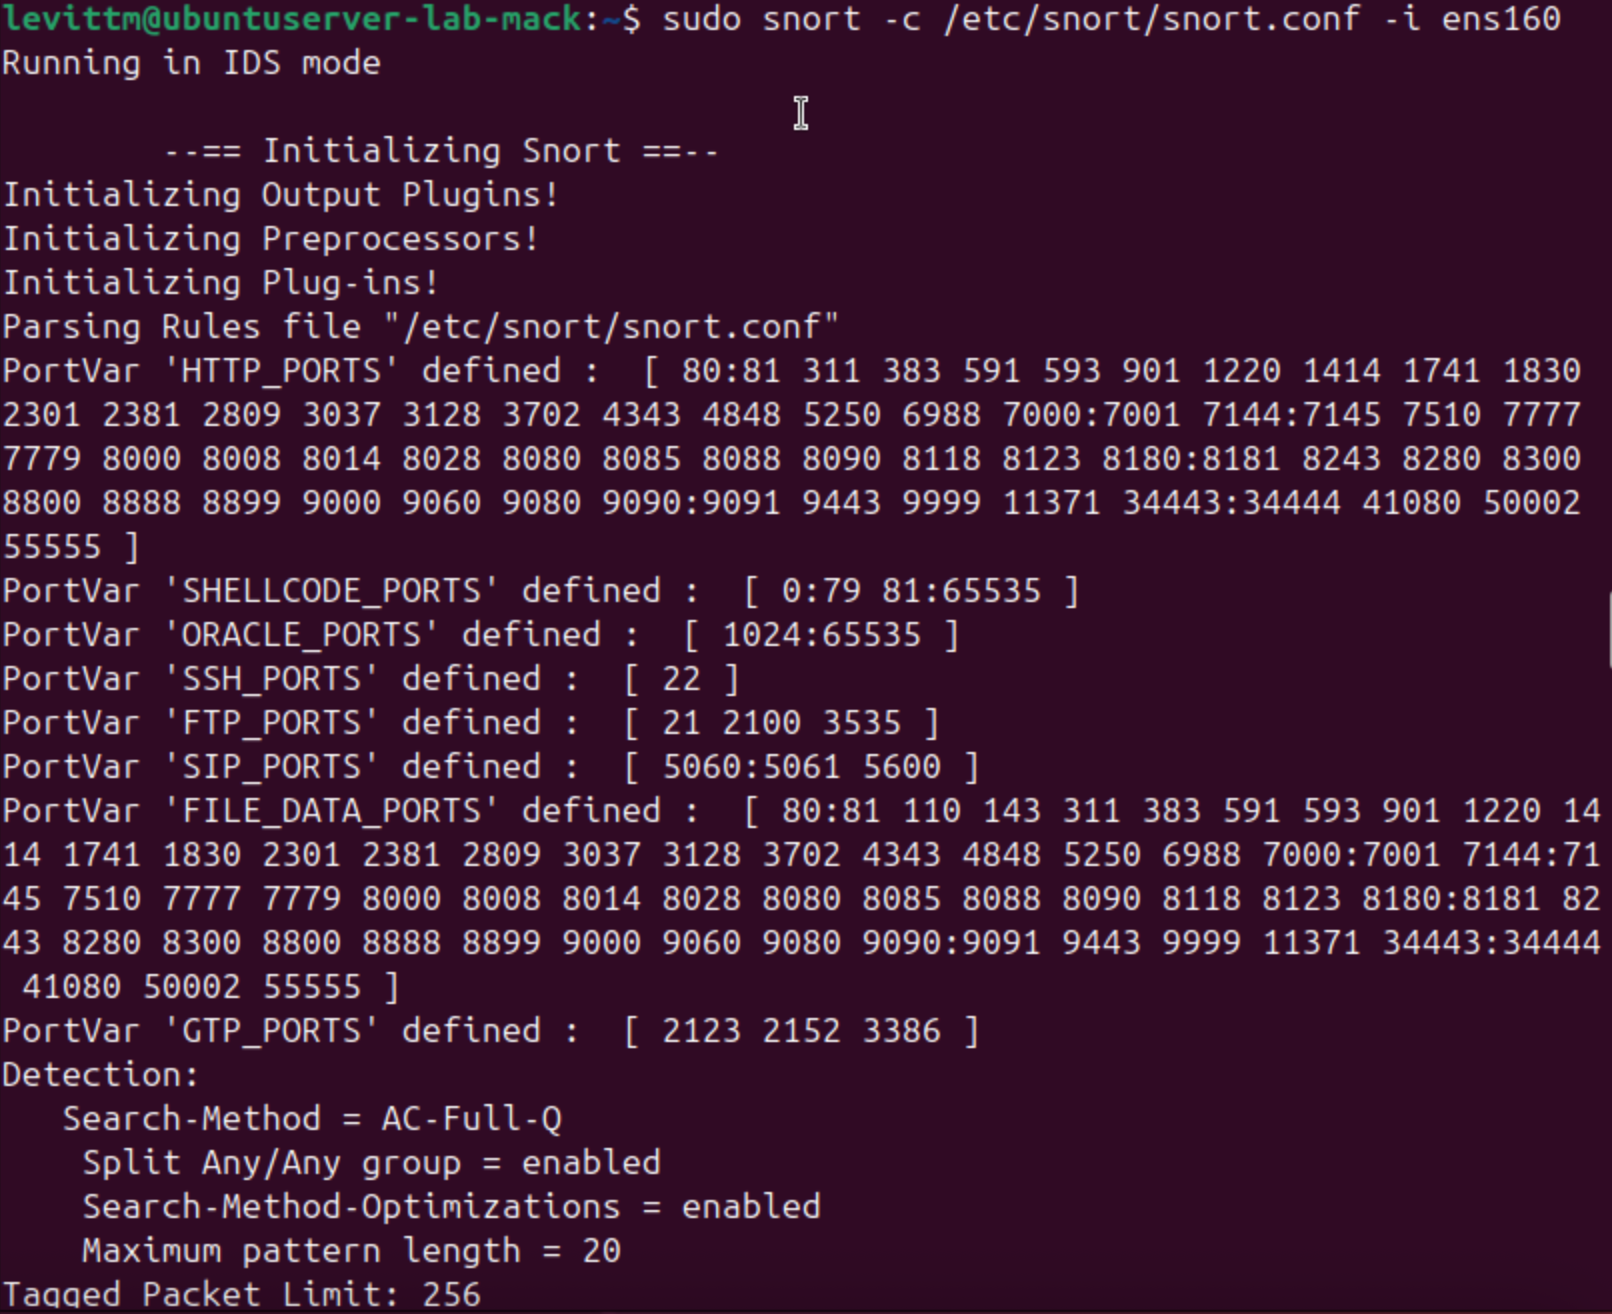 levittm@ubuntuserver-lab-mack:~$ sudo snort -c /etc/snort/snort.conf -i ens160
Running in IDS mode
--== Initializing Snort ==--
Initializing Output Plugins!
Initializing Preprocessors!
Initializing Plug-ins!
Parsing Rules file "/etc/snort/snort.conf"
PortVar 'HTTP_PORTS' defined :  [ 80:81 311 383 591 593 901 1220 1414 1741 1830
2301 2381 2809 3037 3128 3702 4343 4848 5250 6988 7000:7001 7144:7145 7510 7777
7779 8000 8008 8014 8028 8080 8085 8088 8090 8118 8123 8180:8181 8243 8280 8300
8800 8888 8899 9000 9060 9080 9090:9091 9443 9999 11371 34443:34444 41080 50002
55555 ]
PortVar 'SHELLCODE_PORTS' defined :  [ 0:79 81:65535 ]
PortVar 'ORACLE_PORTS' defined :  [ 1024:65535 ]
PortVar 'SSH_PORTS' defined :  [ 22 ]
PortVar 'FTP_PORTS' defined :  [ 21 2100 3535 ]
PortVar 'SIP_PORTS' defined :  [ 5060:5061 5600 ]
PortVar 'FILE_DATA_PORTS' defined :  [ 80:81 110 143 311 383 591 593 901 1220 14
14 1741 1830 2301 2381 2809 3037 3128 3702 4343 4848 5250 6988 7000:7001 7144:71
45 7510 7777 7779 8000 8008 8014 8028 8080 8085 8088 8090 8118 8123 8180:8181 82
43 8280 8300 8800 8888 8899 9000 9060 9080 9090:9091 9443 9999 11371 34443:34444
41080 50002 55555 ]
PortVar 'GTP_PORTS' defined :  [ 2123 2152 3386 ]
Detection:
Search-Method = AC-Full-Q
Split Any/Any group = enabled
Search-Method-Optimizations = enabled
Maximum pattern length = 20
Tagged Packet Limit: 256